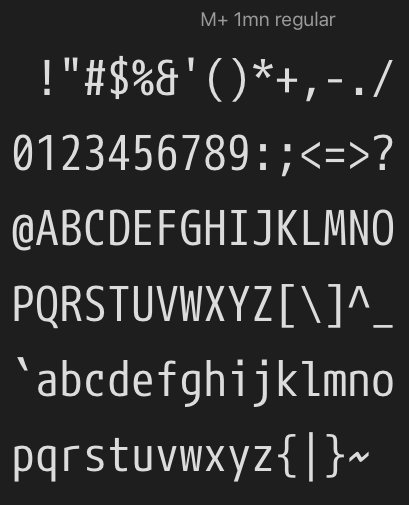 M+ 1mn regular
!"#$%&'()*+,-./
0123456789:;<=>?
@ABCDEFGHIJKLMNO
PQRSTUVWXYZ[\]^_
`abcdefghijklmno
pqrstuvwxyz{|}~